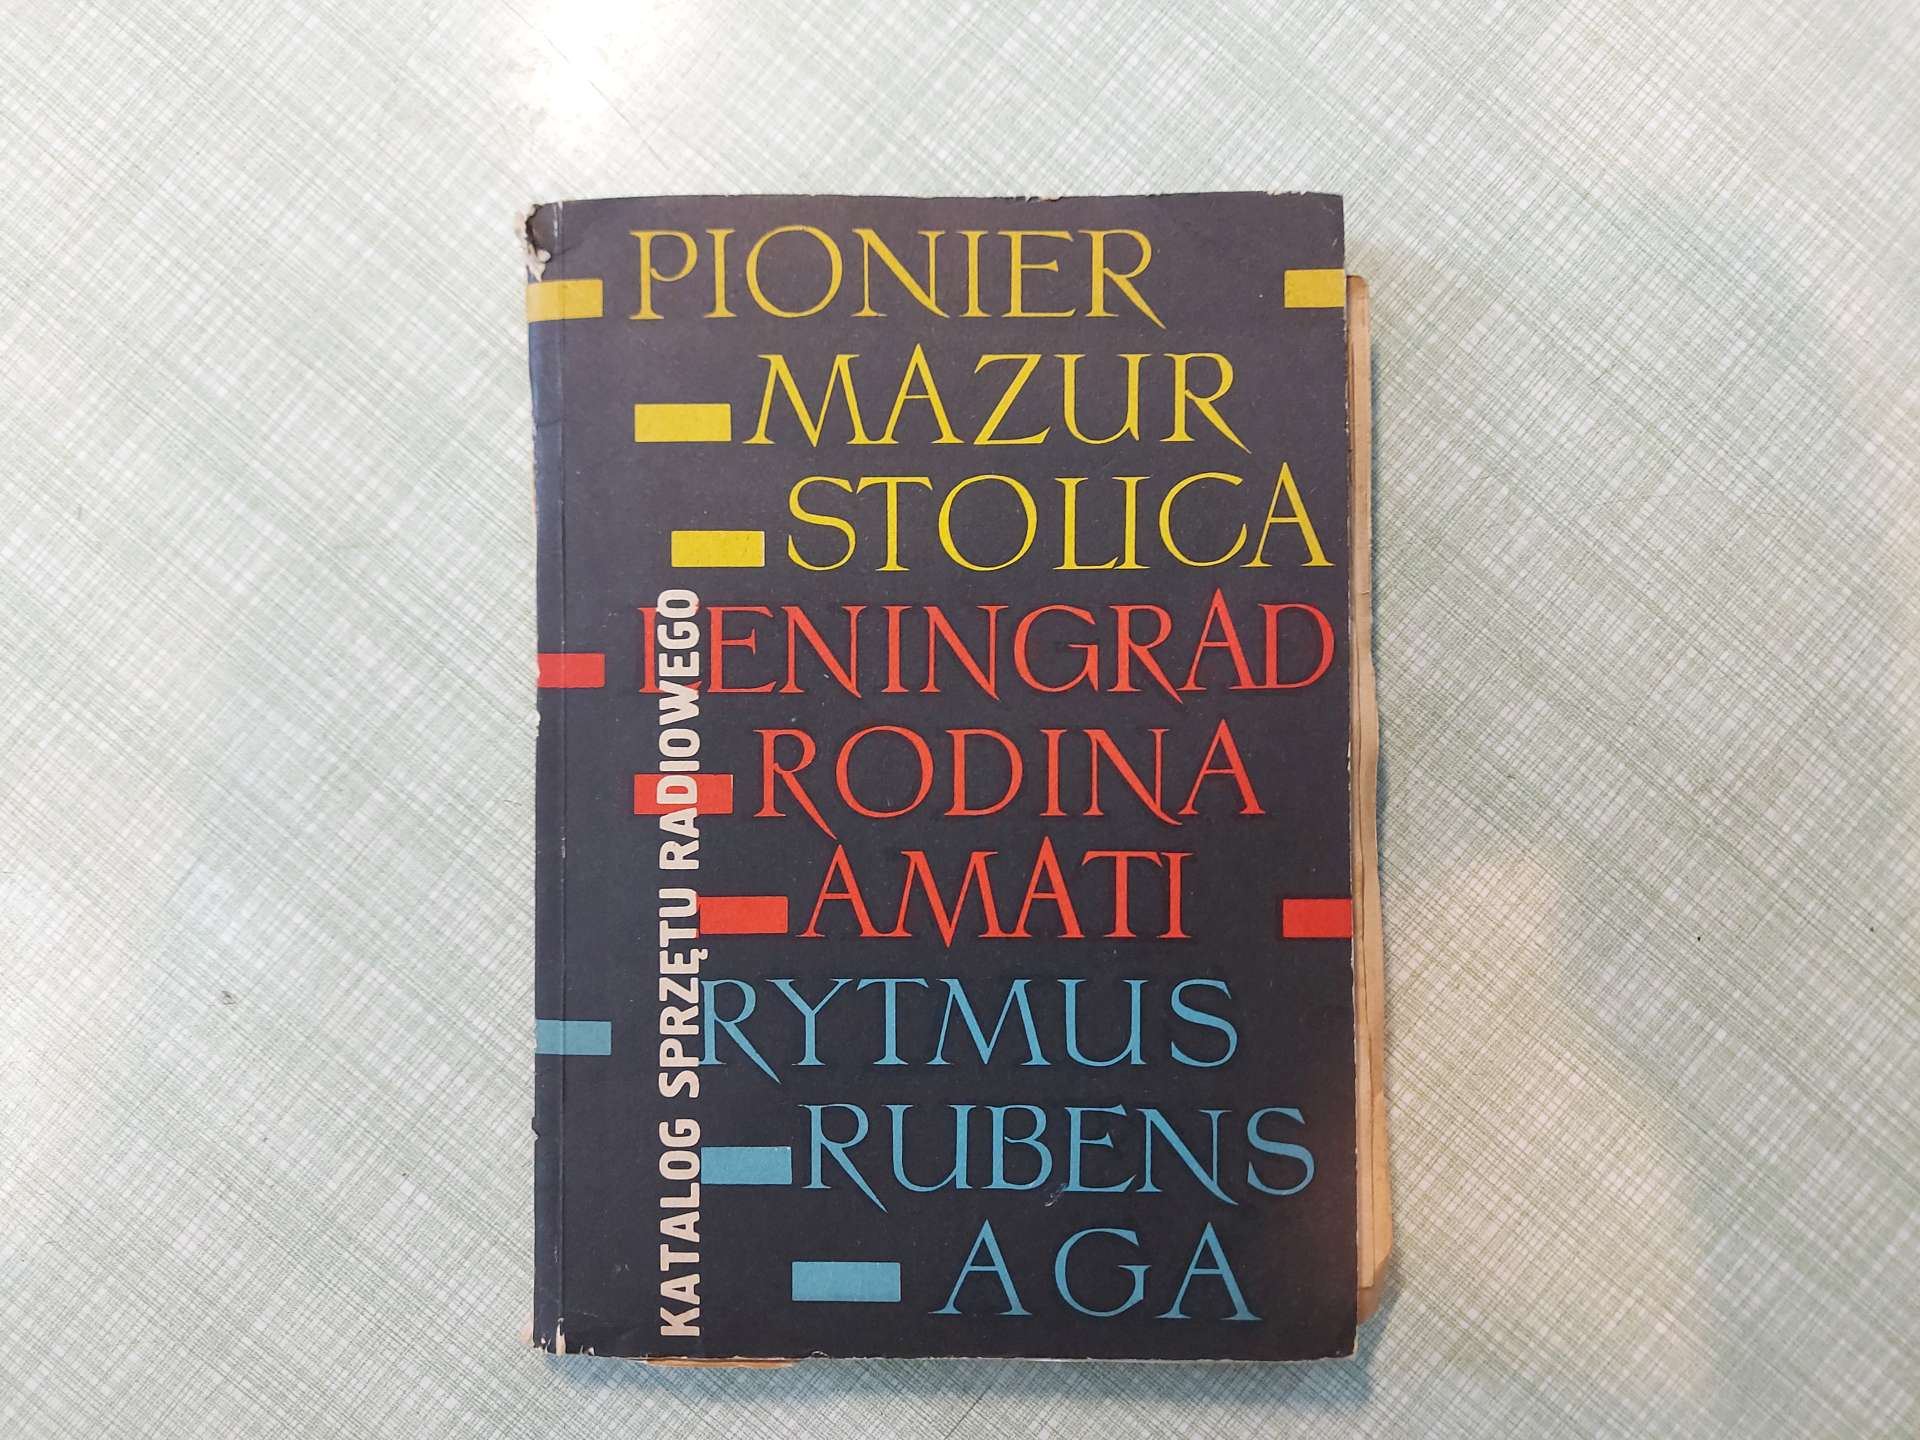 PIONIER
MAZUR
STOLICA
LENINGRAD
RODINA
AMATI
RYTMUS
RUBENS
AGA
KATALOG SPRZĘTU RADIOWEGO